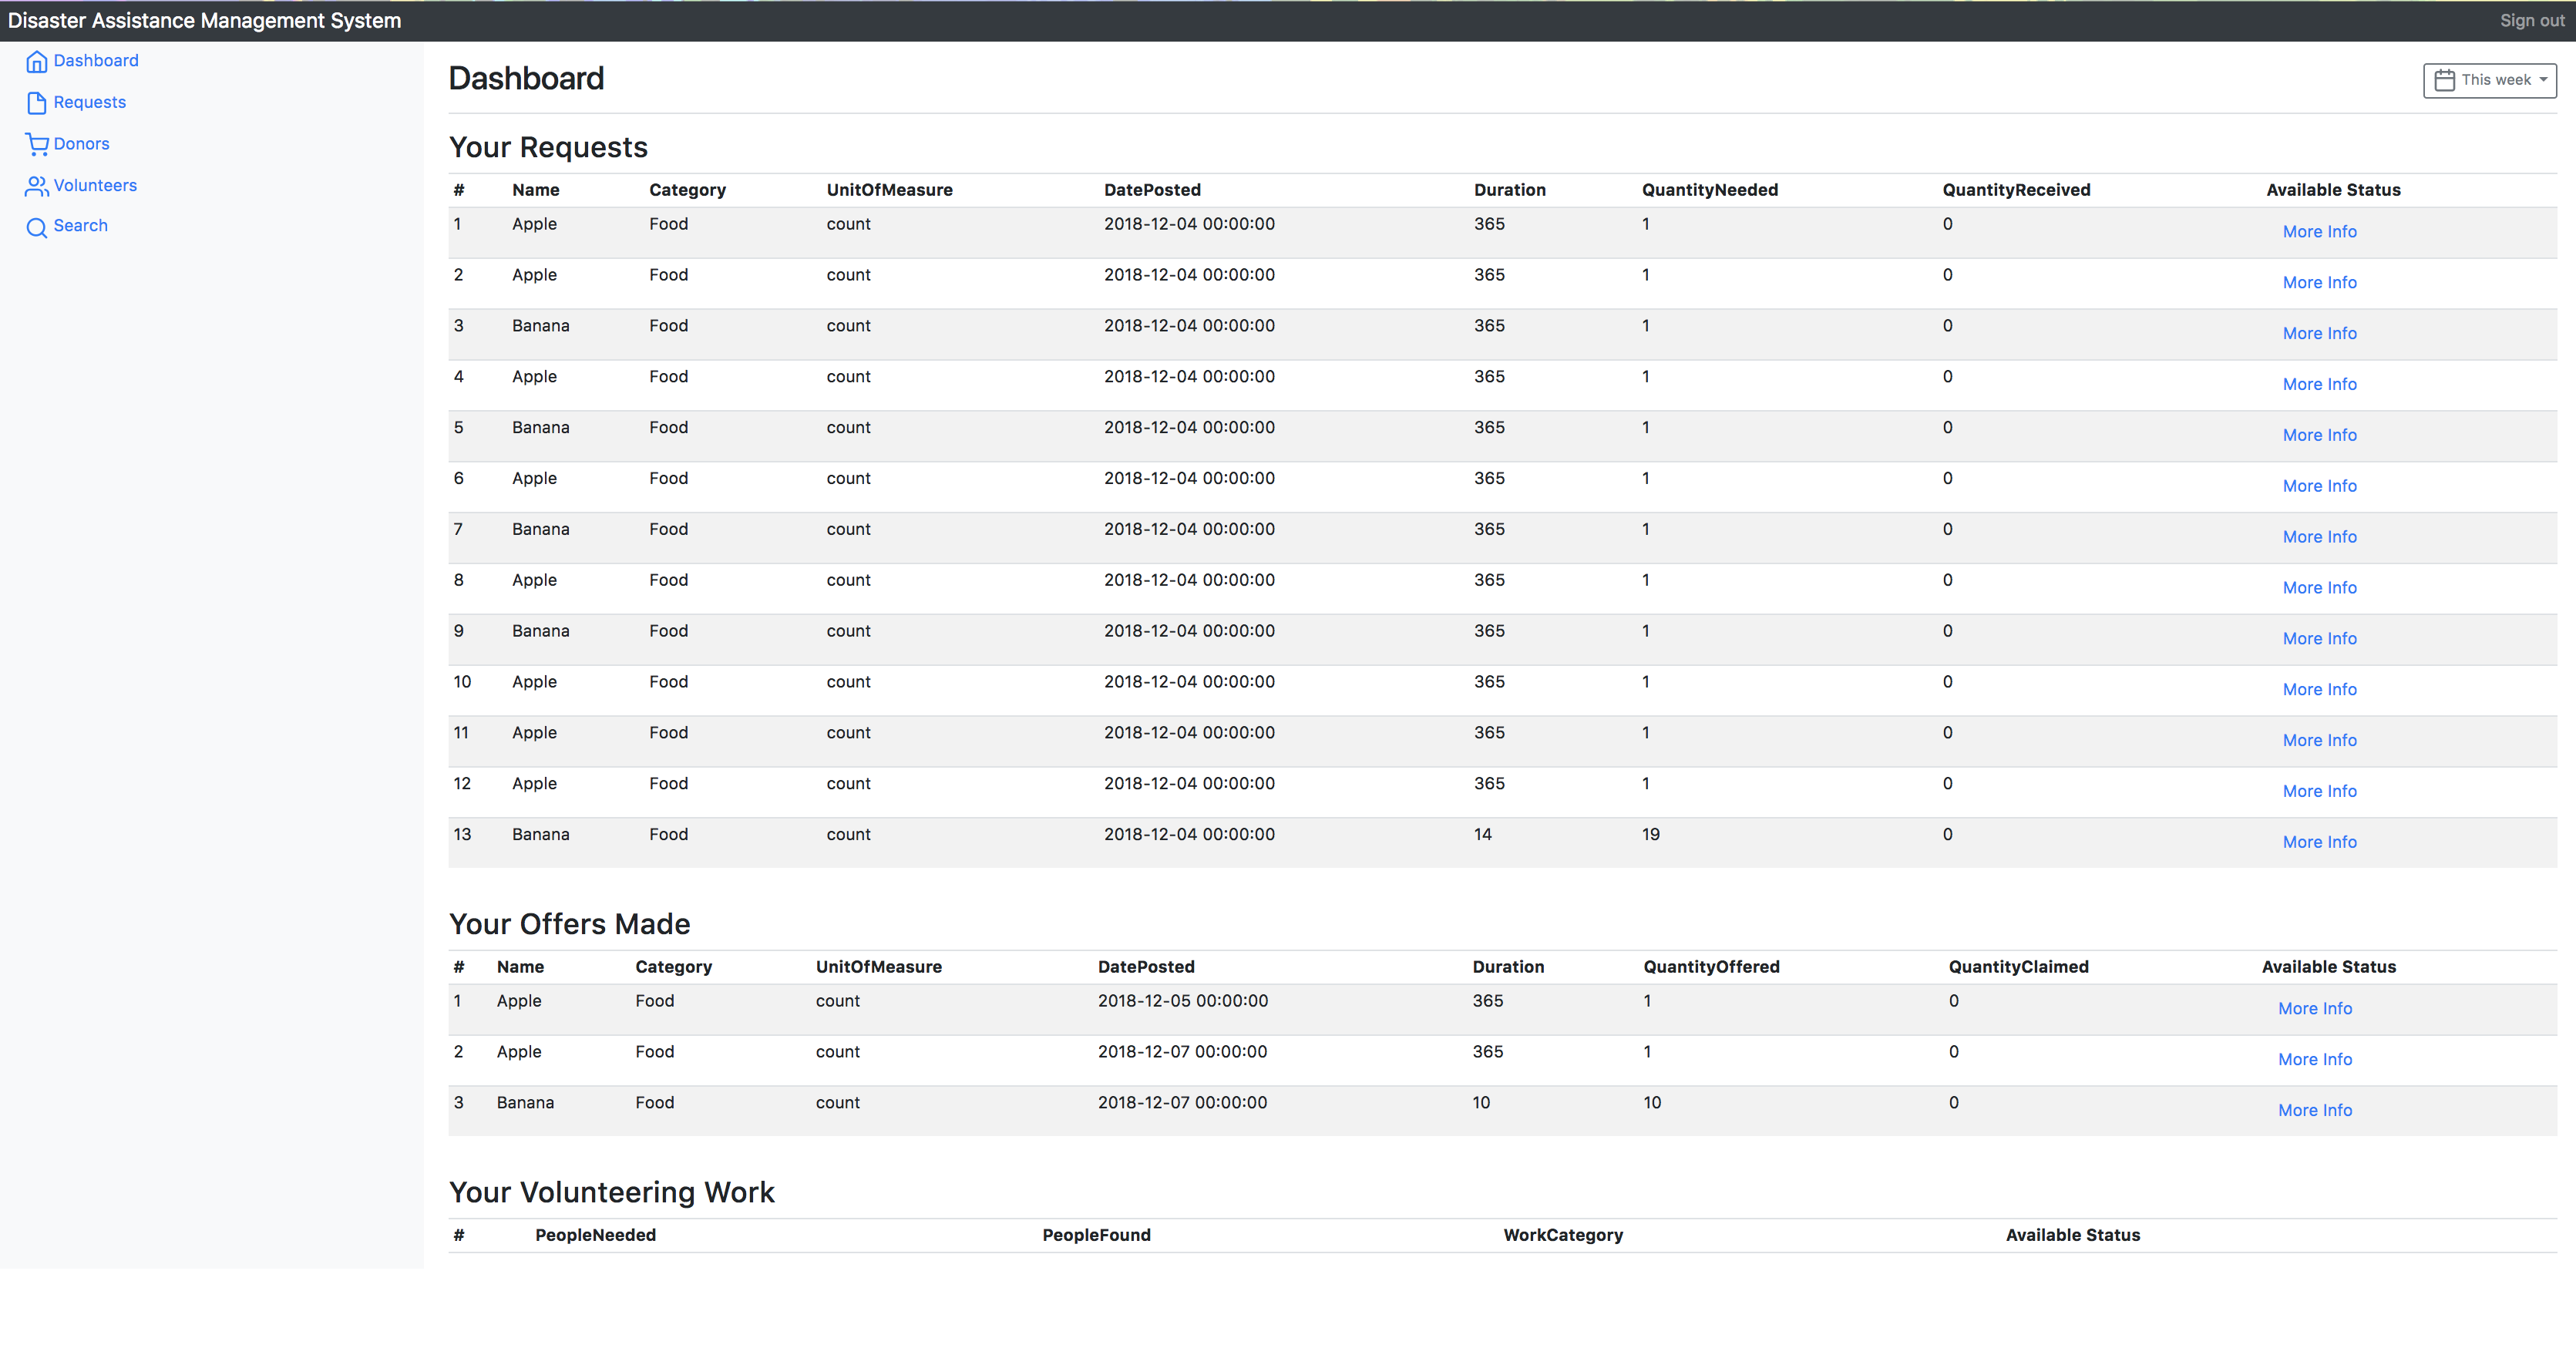 Disaster Assistance Management System Sign out
Dashboard
Requests
Donors
Volunteers
Search
Dashboard This week
Your Requests
# Name Category UnitOfMeasure DatePosted Duration QuantityNeeded QuantityReceived Available Status
1 Apple Food count 2018-12-04 00:00:00 365 1 0 More Info
2 Apple Food count 2018-12-04 00:00:00 365 1 0 More Info
3 Banana Food count 2018-12-04 00:00:00 365 1 0 More Info
4 Apple Food count 2018-12-04 00:00:00 365 1 0 More Info
5 Banana Food count 2018-12-04 00:00:00 365 1 0 More Info
6 Apple Food count 2018-12-04 00:00:00 365 1 0 More Info
7 Banana Food count 2018-12-04 00:00:00 365 1 0 More Info
8 Apple Food count 2018-12-04 00:00:00 365 1 0 More Info
9 Banana Food count 2018-12-04 00:00:00 365 1 0 More Info
10 Apple Food count 2018-12-04 00:00:00 365 1 0 More Info
11 Apple Food count 2018-12-04 00:00:00 365 1 0 More Info
12 Apple Food count 2018-12-04 00:00:00 365 1 0 More Info
13 Banana Food count 2018-12-04 00:00:00 14 19 0 More Info
Your Offers Made
# Name Category UnitOfMeasure DatePosted Duration QuantityOffered QuantityClaimed Available Status
1 Apple Food count 2018-12-05 00:00:00 365 1 0 More Info
2 Apple Food count 2018-12-07 00:00:00 365 1 0 More Info
3 Banana Food count 2018-12-07 00:00:00 10 10 0 More Info
Your Volunteering Work
# PeopleNeeded PeopleFound WorkCategory Available Status